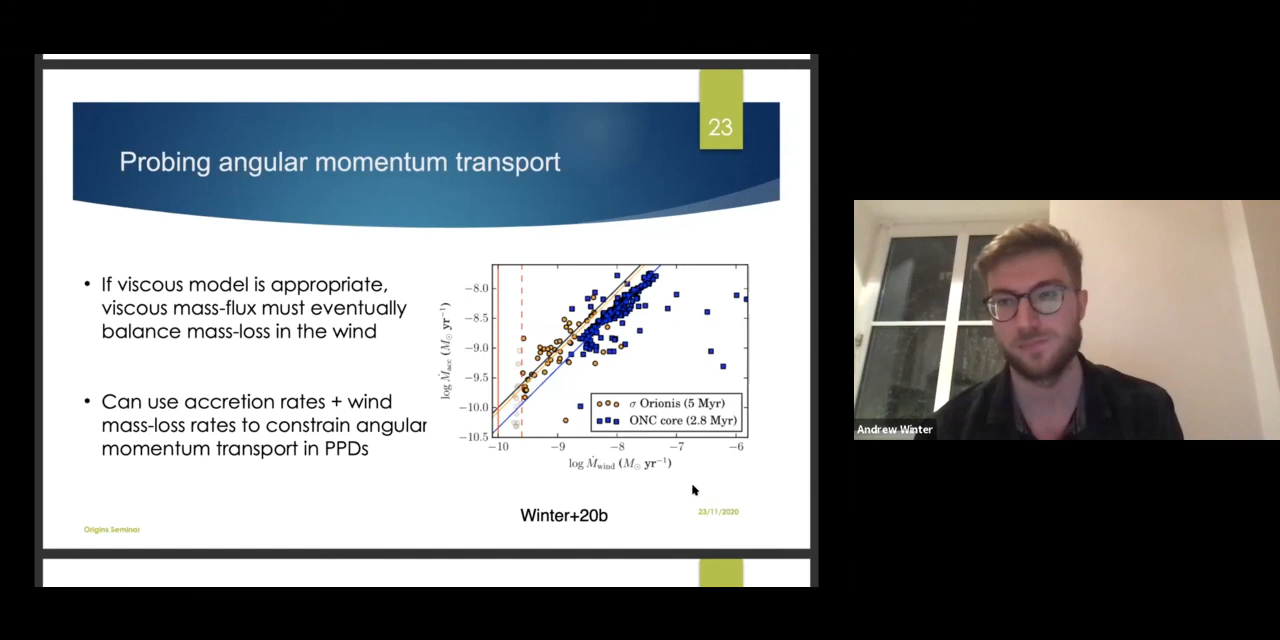 23
Probing angular momentum transport
• If viscous model is appropriate,
viscous mass-flux must eventually
balance mass-loss in the wind
• Can use accretion rates + wind
mass-loss rates to constrain angular
momentum transport in PPDs
log Ṁacc (M☉ yr⁻¹)
−8.0
−8.5
−9.0
−9.5
−10.0
−10.5
σ Orionis (5 Myr)
ONC core (2.8 Myr)
−10 −9 −8 −7 −6
log Ṁwind (M☉ yr⁻¹)
Winter+20b
Origins Seminar
23/11/2020
Andrew Winter